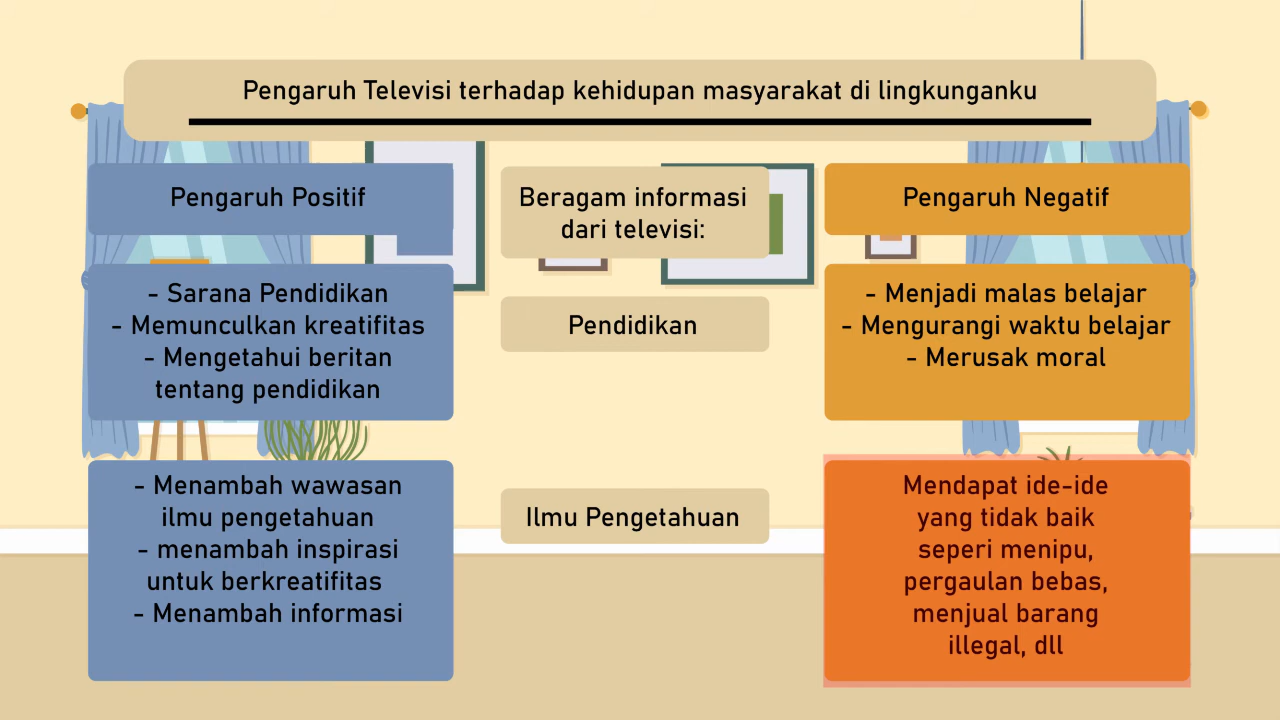 Pengaruh Televisi terhadap kehidupan masyarakat di lingkunganku
Pengaruh Positif
Beragam informasi
dari televisi:
Pengaruh Negatif
- Sarana Pendidikan
- Memunculkan kreatifitas
- Mengetahui beritan
tentang pendidikan
Pendidikan
- Menjadi malas belajar
- Mengurangi waktu belajar
- Merusak moral
- Menambah wawasan
ilmu pengetahuan
- menambah inspirasi
untuk berkreatifitas
- Menambah informasi
Ilmu Pengetahuan
Mendapat ide-ide
yang tidak baik
seperi menipu,
pergaulan bebas,
menjual barang
illegal, dll